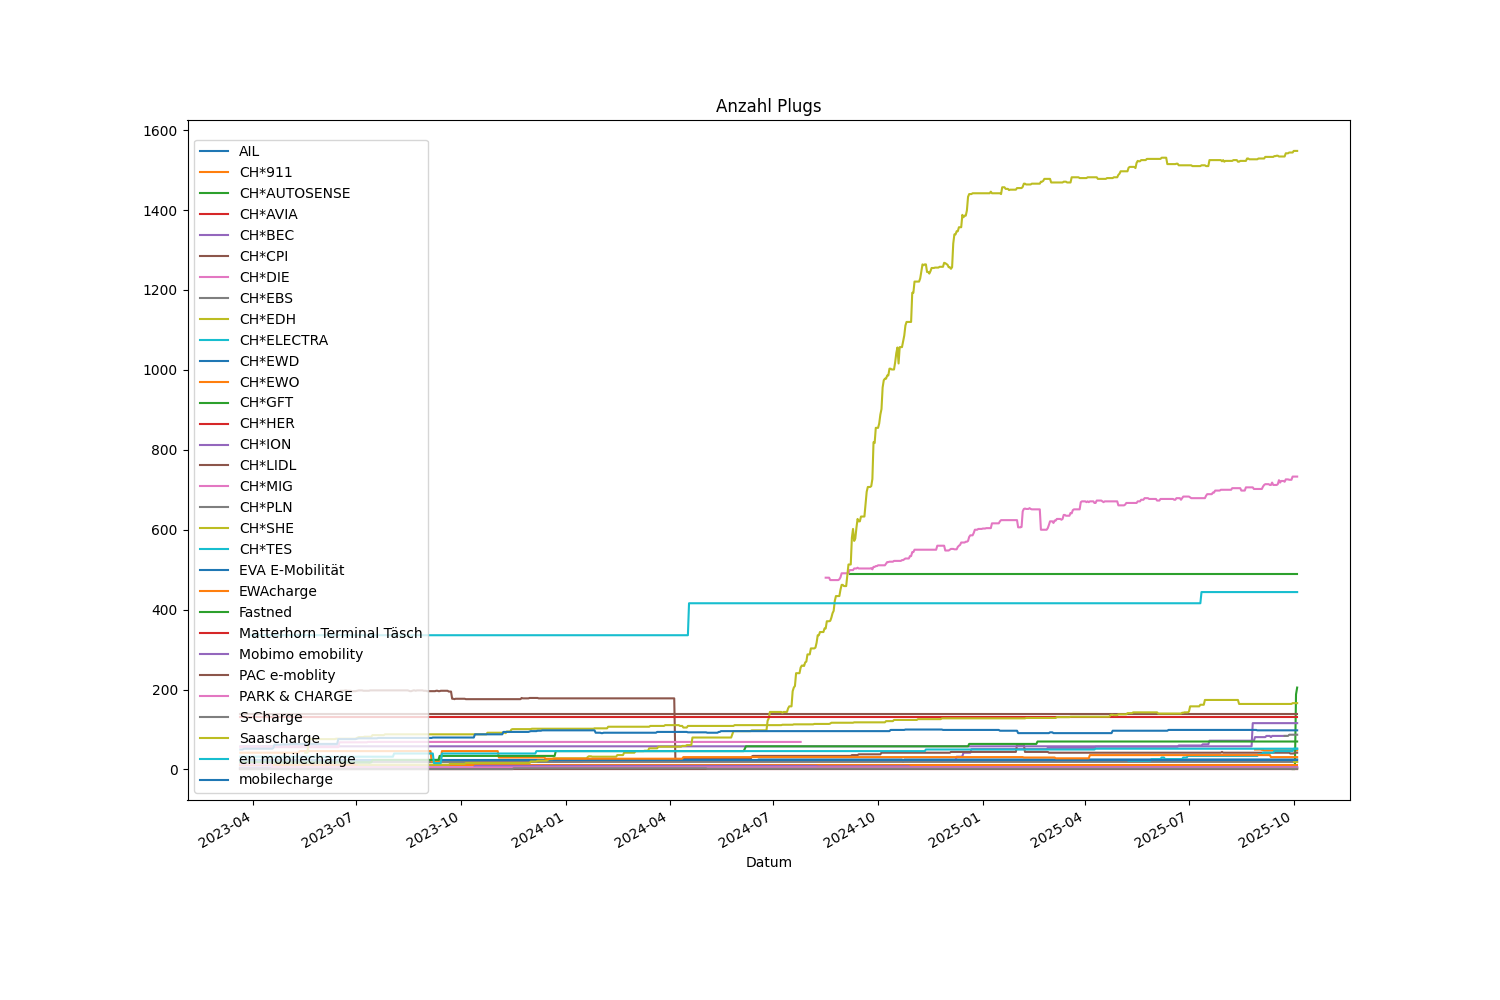 Anzahl Plugs
1600
1400
1200
1000
800
600
400
200
0
AIL
CH*911
CH*AUTOSENSE
CH*AVIA
CH*BEC
CH*CPI
CH*DIE
CH*EBS
CH*EDH
CH*ELECTRA
CH*EWD
CH*EWO
CH*GFT
CH*HER
CH*ION
CH*LIDL
CH*MIG
CH*PLN
CH*SHE
CH*TES
EVA E-Mobilität
EWAcharge
Fastned
Matterhorn Terminal Täsch
Mobimo emobility
PAC e-moblity
PARK & CHARGE
S-Charge
Saascharge
en mobilecharge
mobilecharge
2023-04
2023-07
2023-10
2024-01
2024-04
2024-07
2024-10
2025-01
2025-04
2025-07
2025-10
Datum